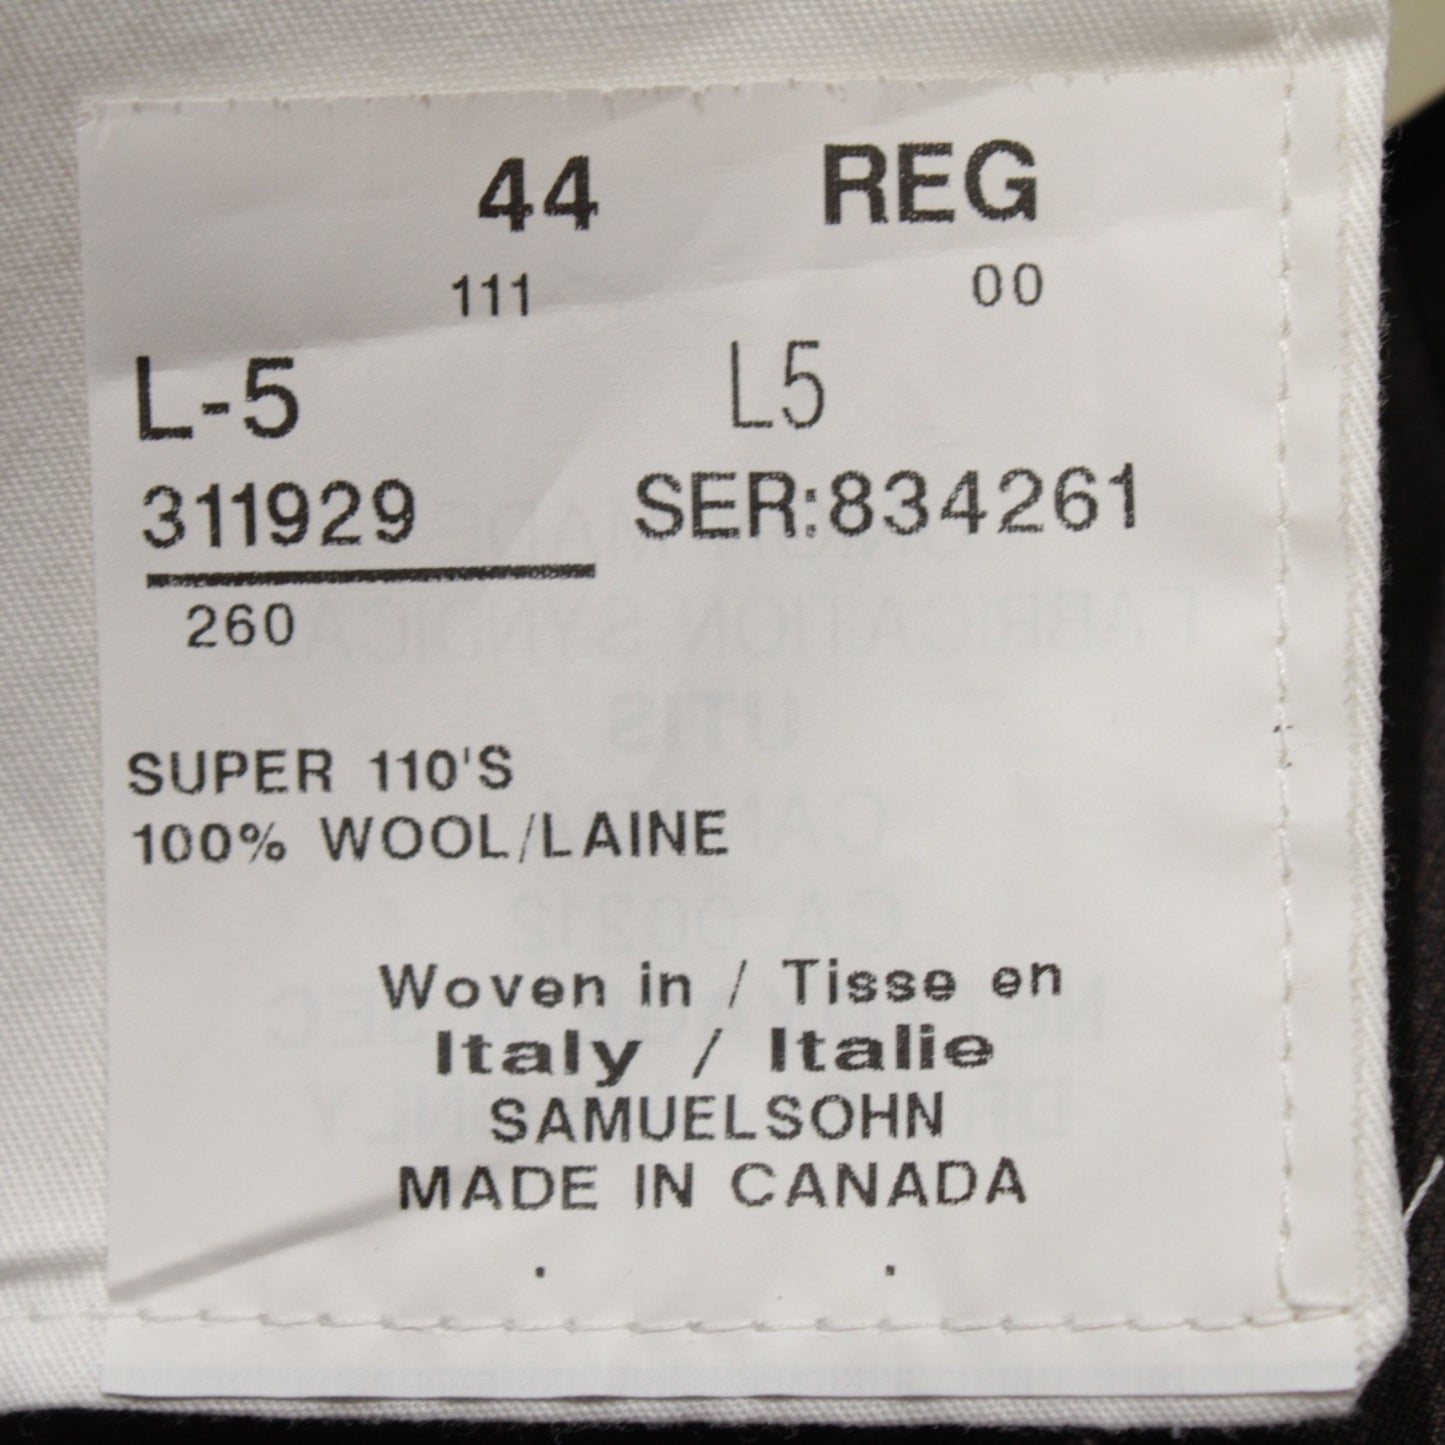 44 REG
111 00
L-5 L5
311929 SER:834261
260
SUPER 110'S
100% WOOL/LAINE
Woven in / Tisse en
Italy / Italie
SAMUELSOHN
MADE IN CANADA